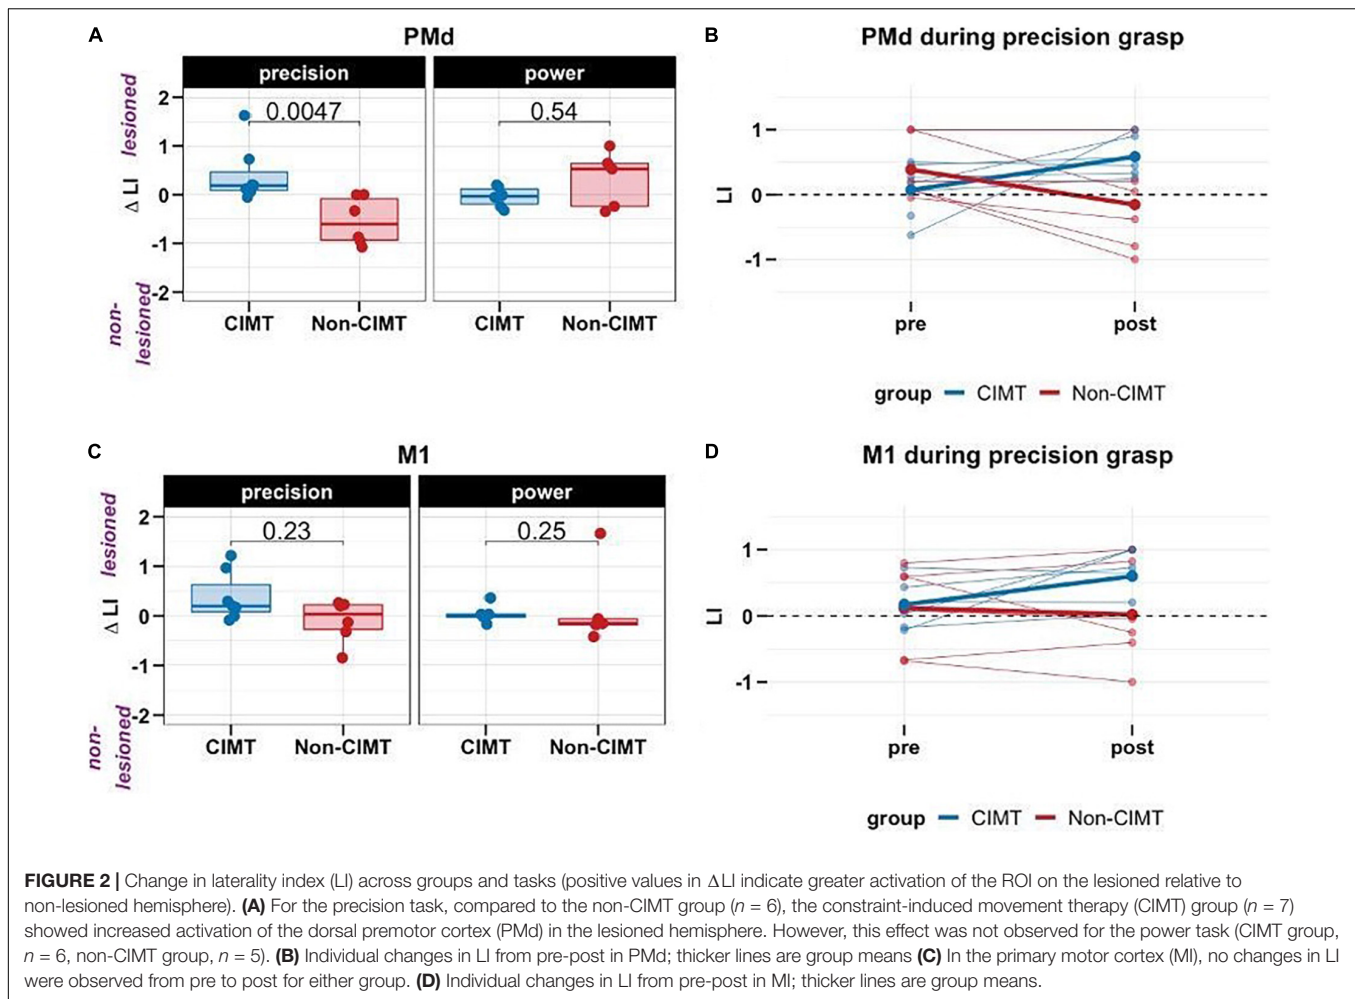 A
PMd
precision
power
lesioned
non-
lesioned
Δ LI
2
1
0
-1
-2
0.0047
0.54
CIMT
Non-CIMT
CIMT
Non-CIMT
B
PMd during precision grasp
LI
1
0
-1
pre
post
group
CIMT
Non-CIMT
C
M1
precision
power
lesioned
non-
lesioned
Δ LI
2
1
0
-1
-2
0.23
0.25
CIMT
Non-CIMT
CIMT
Non-CIMT
D
M1 during precision grasp
LI
1
0
-1
pre
post
group
CIMT
Non-CIMT
FIGURE 2 | Change in laterality index (LI) across groups and tasks (positive values in ΔLI indicate greater activation of the ROI on the lesioned relative to
non-lesioned hemisphere). (A) For the precision task, compared to the non-CIMT group (n = 6), the constraint-induced movement therapy (CIMT) group (n = 7)
showed increased activation of the dorsal premotor cortex (PMd) in the lesioned hemisphere. However, this effect was not observed for the power task (CIMT group,
n = 6, non-CIMT group, n = 5). (B) Individual changes in LI from pre-post in PMd; thicker lines are group means (C) In the primary motor cortex (MI), no changes in LI
were observed from pre to post for either group. (D) Individual changes in LI from pre-post in MI; thicker lines are group means.